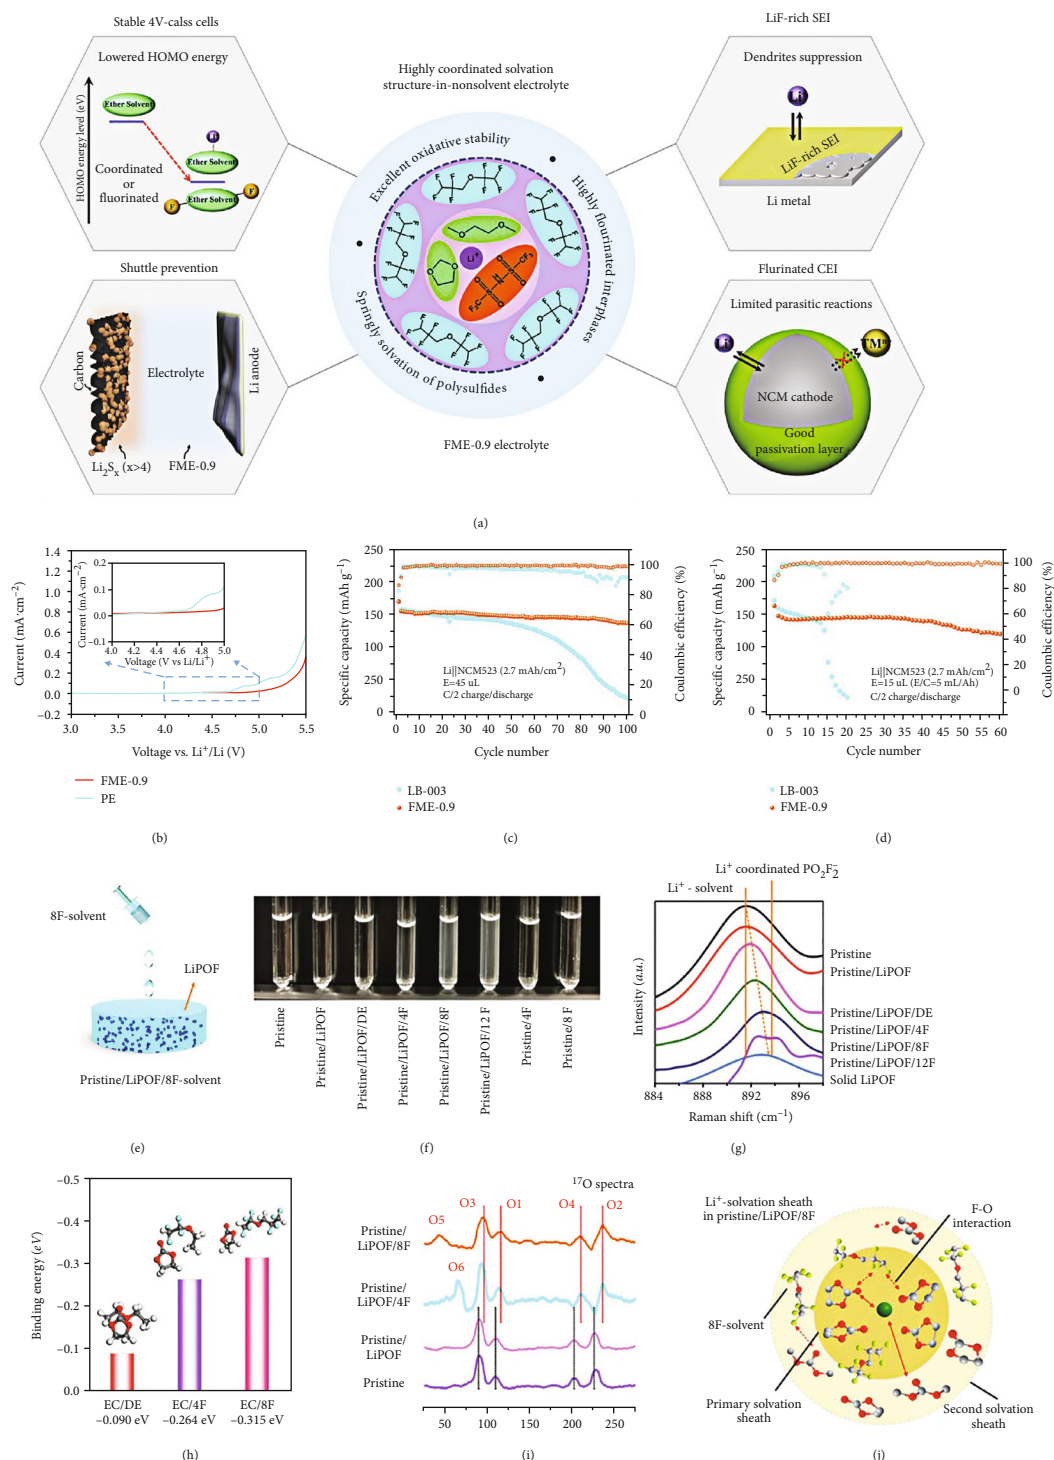 Stable 4V-calss cells
Lowered HOMO energy
HOMO energy level (eV)
Ether Solvent
Li
Ether Solvent
Coordinated
or
fluorinated
F
Ether Solvent
F
Highly coordinated solvation
structure-in-nonsolvent electrolyte
Excellent oxidative stability
Highly flourinated interphases
Springly solvation of polysulfides
Li⁺
CF₃
F₃C
FME-0.9 electrolyte
LiF-rich SEI
Dendrites suppression
Li
LiF-rich SEI
Li metal
Shuttle prevention
Carbon
Electrolyte
Li anode
Li₂Sₓ (x>4)
FME-0.9
Flurinated CEI
Limited parasitic reactions
Li
TMⁿ⁺
NCM cathode
Good
passivation layer
(a)
Current (mA·cm⁻²)
1.4
1.2
1.0
0.8
0.6
0.4
0.2
0.0
−0.2
3.0 3.5 4.0 4.5 5.0 5.5
Voltage vs. Li⁺/Li (V)
Current (mA·cm⁻²)
0.2
0.1
0.0
−0.1
4.0 4.2 4.4 4.6 4.8 5.0
Voltage (V vs Li/Li⁺)
FME-0.9
PE
(b)
Specific capacity (mAh g⁻¹)
250
225
200
175
150
125
250
225
0
Coulombic efficiency (%)
100
80
60
40
20
10
0
0 10 20 30 40 50 60 70 80 90 100
Cycle number
Li||NCM523 (2.7 mAh/cm²)
E=45 uL
C/2 charge/discharge
LB-003
FME-0.9
(c)
Specific capacity (mAh g⁻¹)
250
225
200
175
150
125
250
225
0
Coulombic efficiency (%)
100
80
60
40
20
10
0
0 5 10 15 20 25 30 35 40 45 50 55 60
Cycle number
Li||NCM523 (2.7 mAh/cm²)
E=15 uL (E/C=5 mL/Ah)
C/2 charge/discharge
LB-003
FME-0.9
(d)
8F-solvent
LiPOF
Pristine/LiPOF/8F-solvent
(e)
Pristine
Pristine/LiPOF
Pristine/LiPOF/DE
Pristine/LiPOF/4F
Pristine/LiPOF/8F
Pristine/LiPOF/12 F
Pristine/4F
Pristine/8 F
(f)
Li⁺ coordinated PO₂F₂⁻
Li⁺ - solvent
Intensity (a.u.)
Pristine
Pristine/LiPOF
Pristine/LiPOF/DE
Pristine/LiPOF/4F
Pristine/LiPOF/8F
Pristine/LiPOF/12F
Solid LiPOF
884 888 892 896
Raman shift (cm⁻¹)
(g)
Binding energy (eV)
−0.5
−0.4
−0.3
−0.2
−0.1
0.0
EC/DE EC/4F EC/8F
−0.090 eV −0.264 eV −0.315 eV
(h)
¹⁷O spectra
O3 O1 O4 O2
O5
O6
Pristine/
LiPOF/8F
Pristine/
LiPOF/4F
Pristine/
LiPOF
Pristine
50 100 150 200 250
(i)
Li⁺-solvation sheath
in pristine/LiPOF/8F
F-O
interaction
8F-solvent
Primary solvation
sheath
Second solvation
sheath
(j)